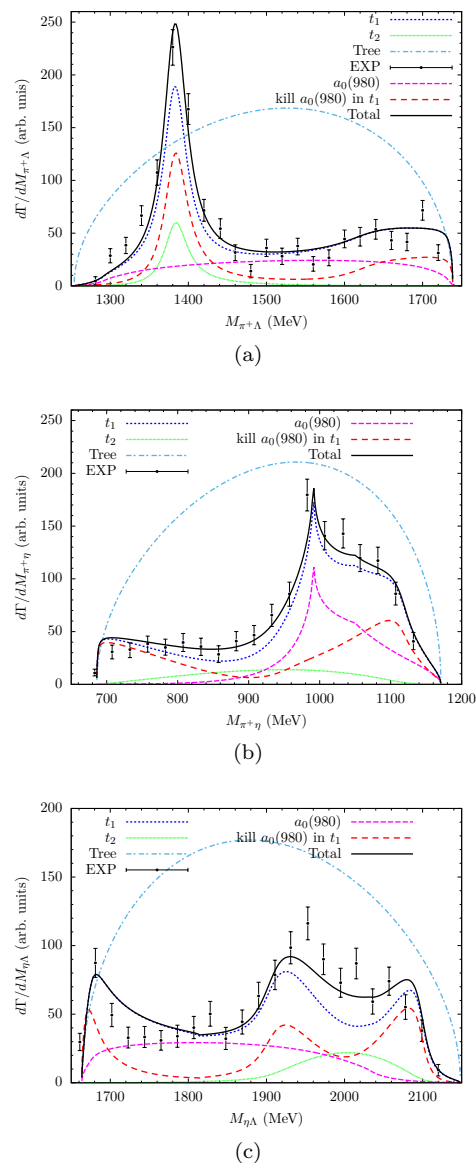 250
200
150
100
50
0
dΓ/dM_{π+Λ} (arb. unis)
t₁
t₂
Tree
EXP
a₀(980)
kill a₀(980) in t₁
Total
1300 1400 1500 1600 1700
M_{π+Λ} (MeV)
(a)
250
200
150
100
50
0
dΓ/dM_{π+η} (arb. units)
t₁
t₂
Tree
EXP
a₀(980)
kill a₀(980) in t₁
Total
700 800 900 1000 1100 1200
M_{π+η} (MeV)
(b)
200
150
100
50
0
dΓ/dM_{ηΛ} (arb. units)
t₁
t₂
Tree
EXP
a₀(980)
kill a₀(980) in t₁
Total
1700 1800 1900 2000 2100
M_{ηΛ} (MeV)
(c)